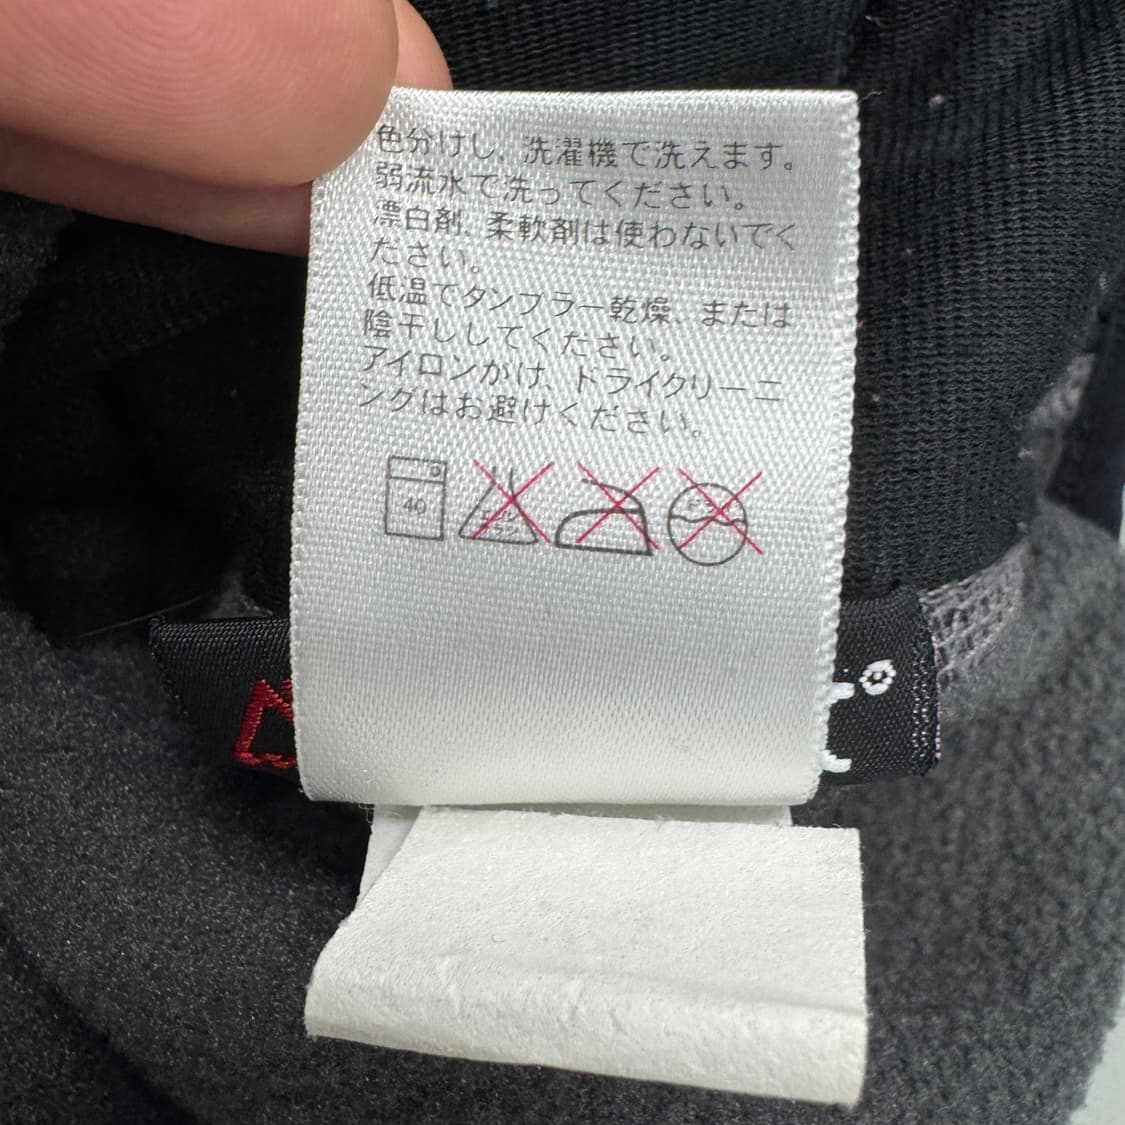 色分けし、洗濯機で洗えます。
弱流水で洗ってください。
漂白剤、柔軟剤は使わないでく
ださい。
低温でタンブラー乾燥、または
陰干ししてください。
アイロンかけ、ドライクリーニ
ングはお避けください。
40